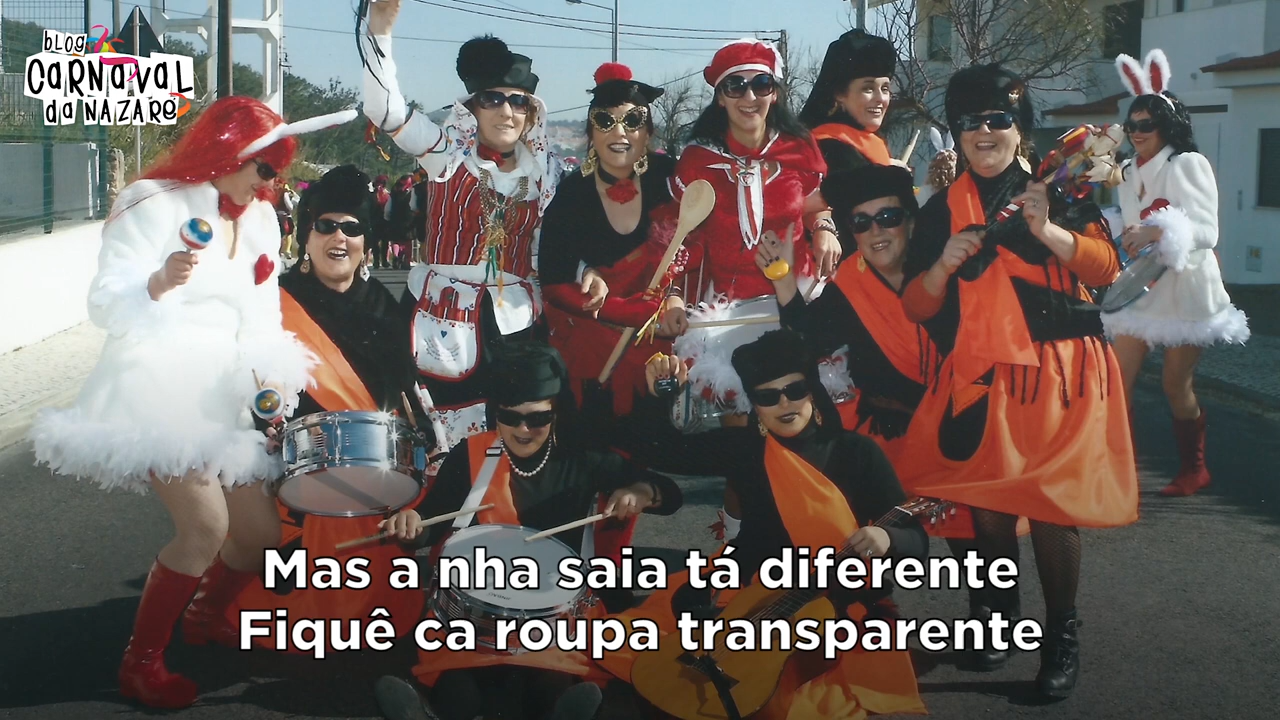 BLOG
CARNAVAL
da NAZARÉ
Mas a nha saia tá diferente
Fiquê ca roupa transparente